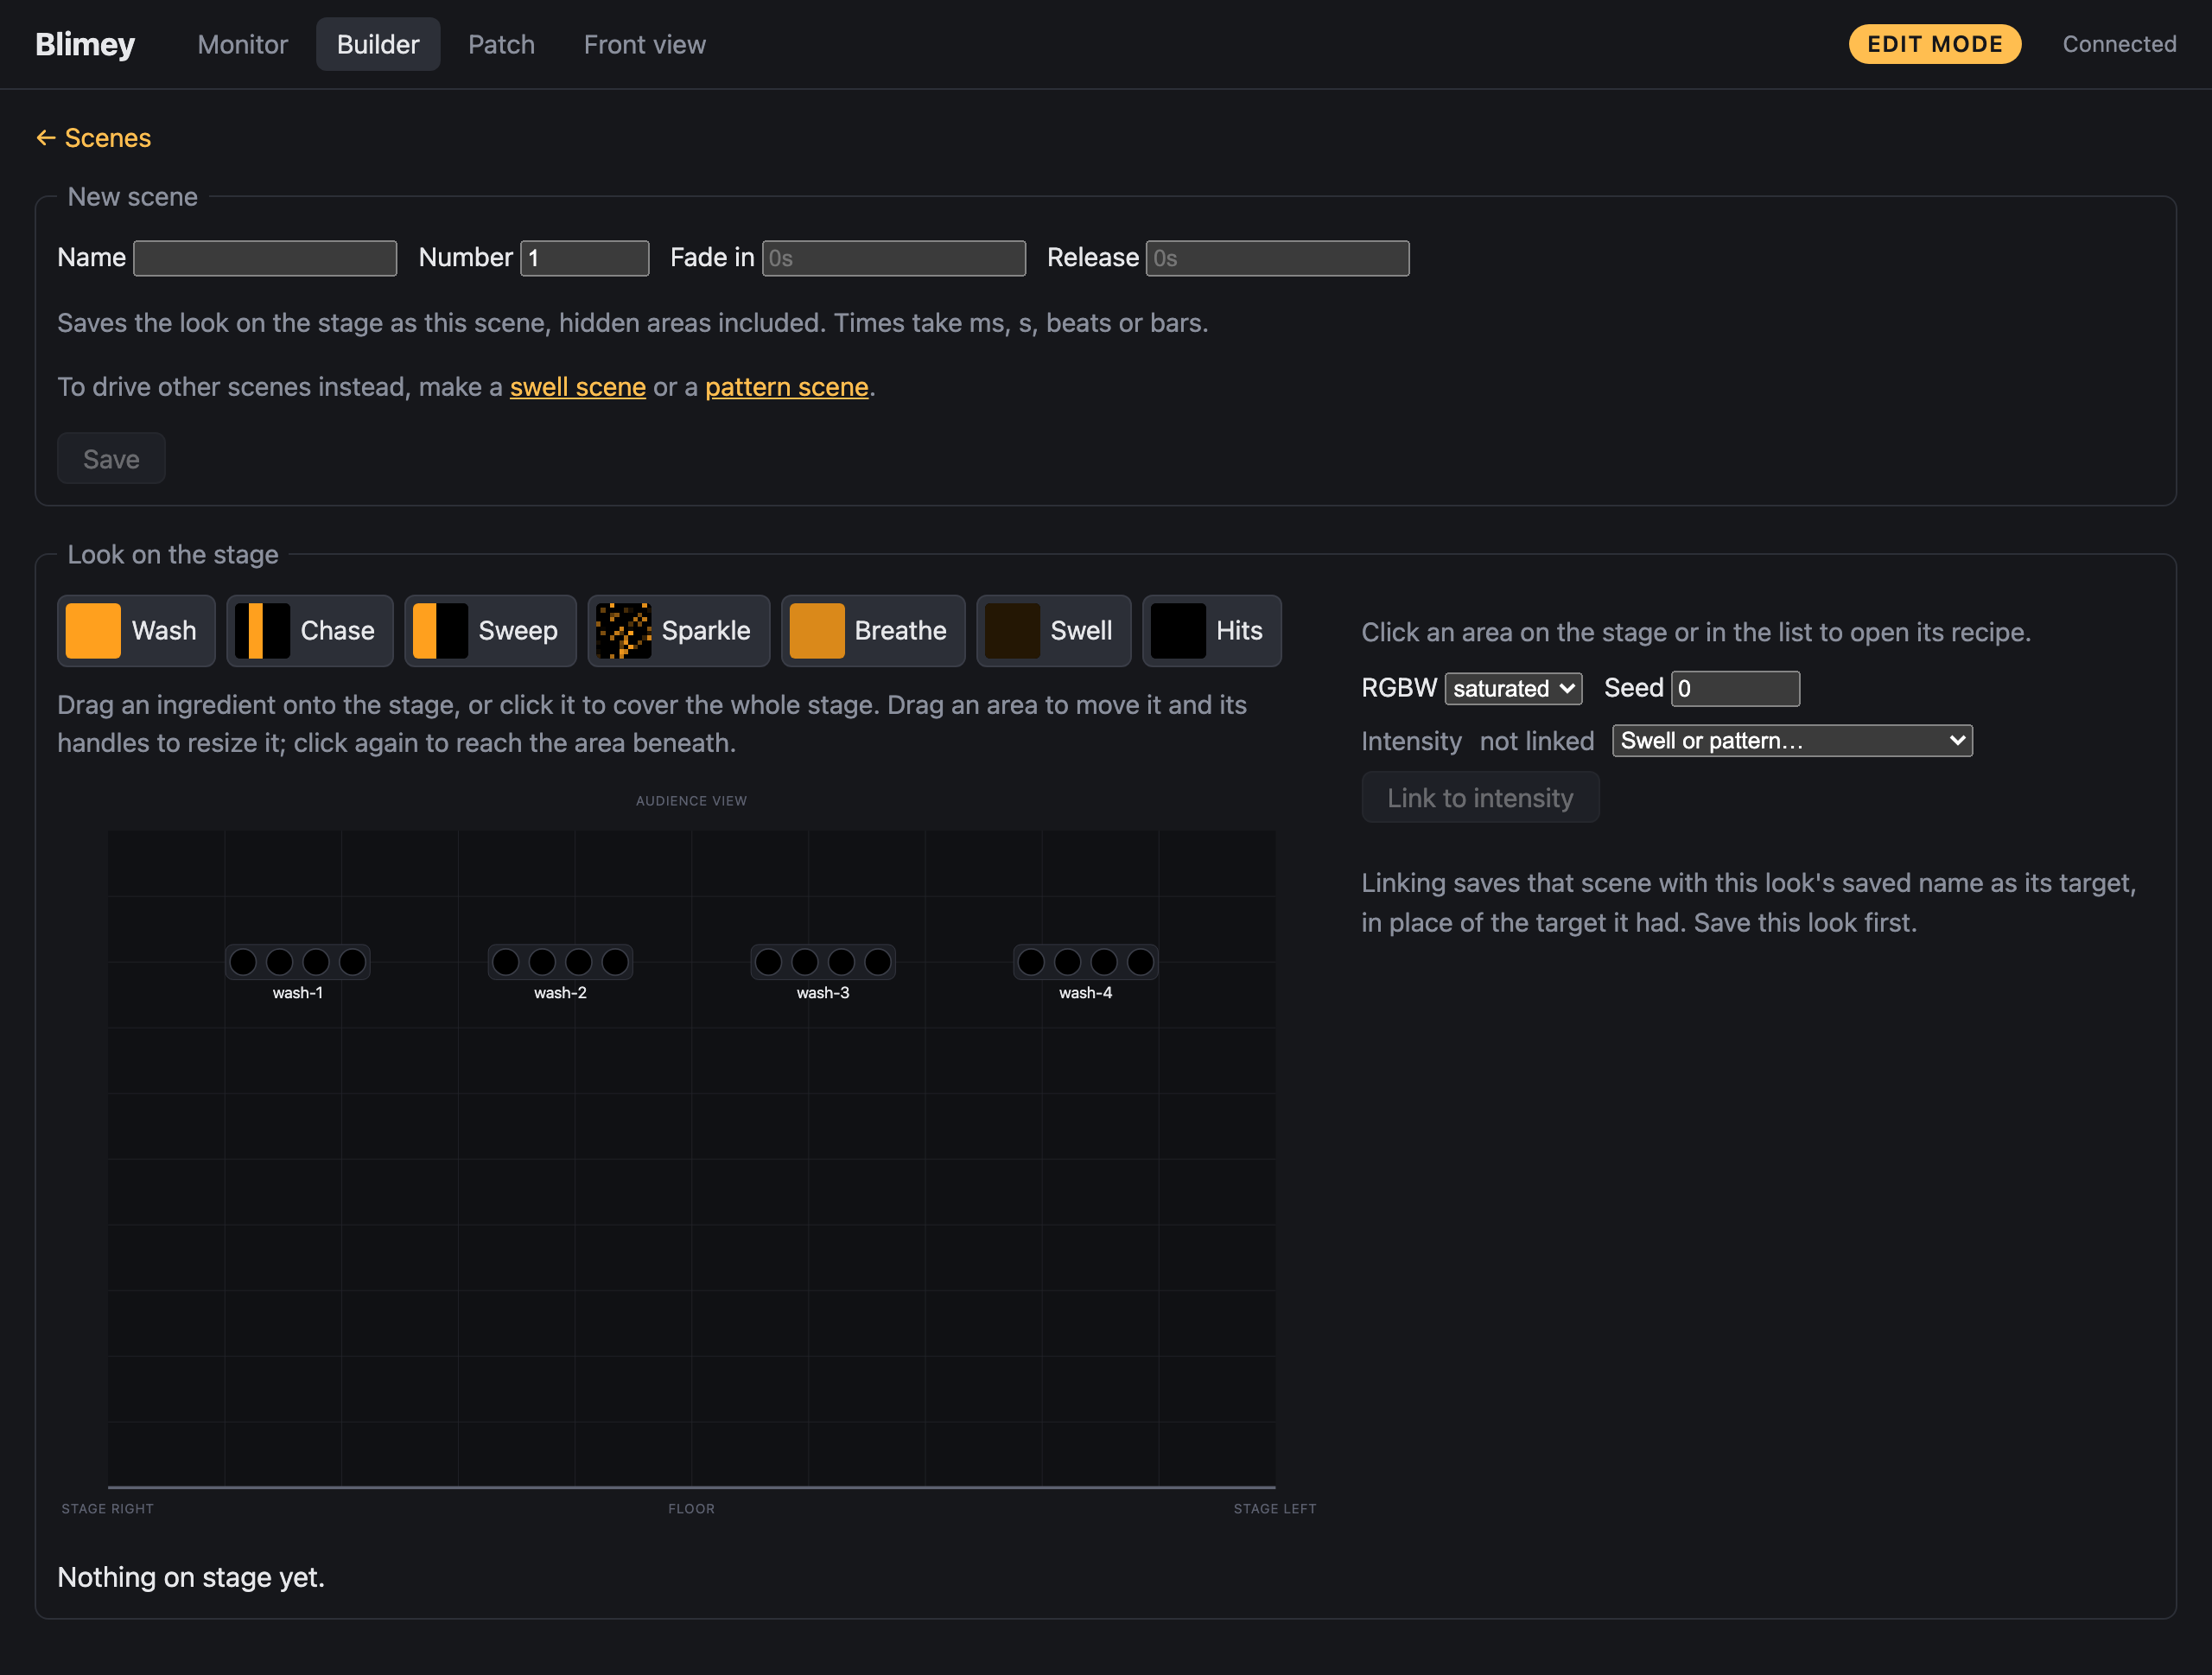 Blimey Monitor Builder Patch Front view EDIT MODE Connected
← Scenes
New scene
Name Number 1 Fade in 0s Release 0s
Saves the look on the stage as this scene, hidden areas included. Times take ms, s, beats or bars.
To drive other scenes instead, make a swell scene or a pattern scene.
Save
Look on the stage
Wash Chase Sweep Sparkle Breathe Swell Hits
Drag an ingredient onto the stage, or click it to cover the whole stage. Drag an area to move it and its
handles to resize it; click again to reach the area beneath.
AUDIENCE VIEW
wash-1 wash-2 wash-3 wash-4
STAGE RIGHT FLOOR STAGE LEFT
Nothing on stage yet.
Click an area on the stage or in the list to open its recipe.
RGBW saturated Seed 0
Intensity not linked Swell or pattern...
Link to intensity
Linking saves that scene with this look's saved name as its target,
in place of the target it had. Save this look first.